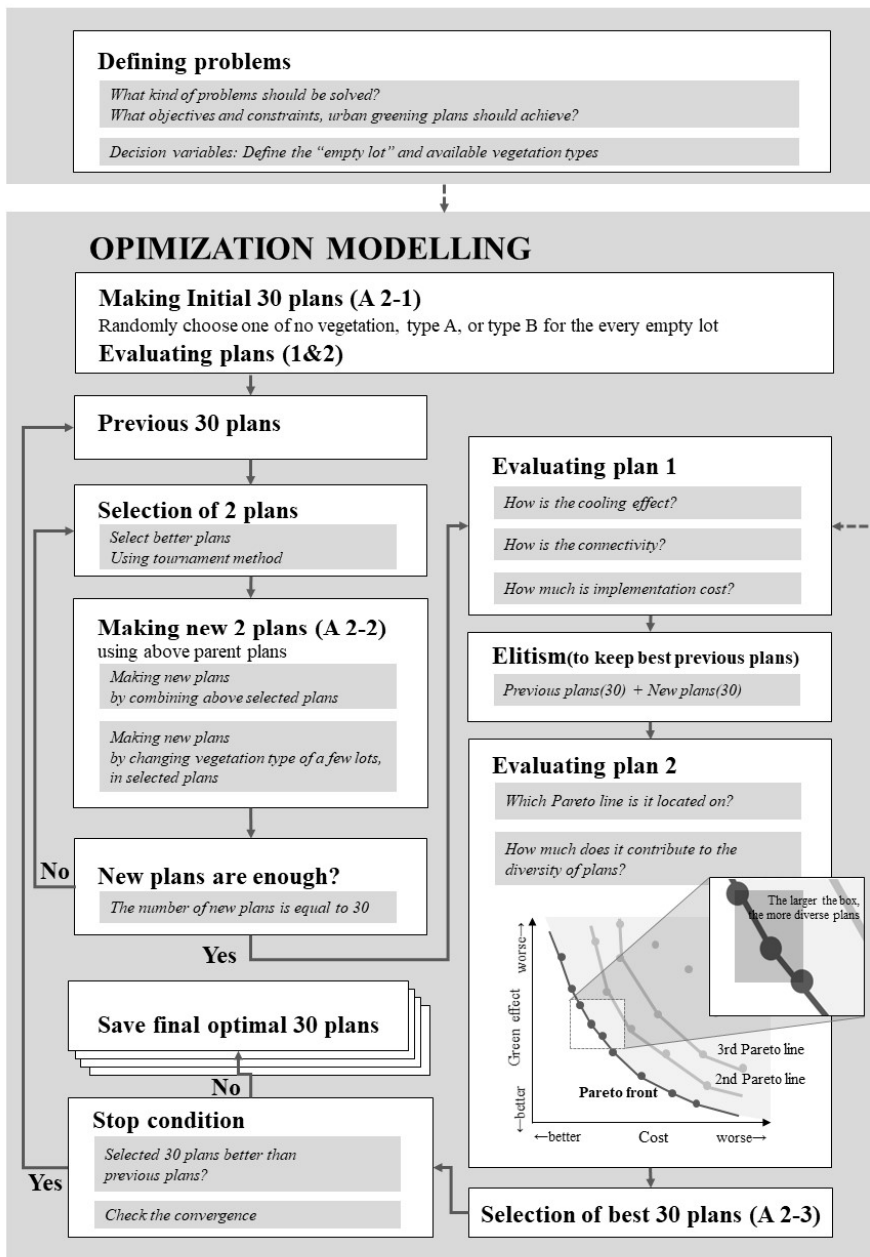 Defining problems
What kind of problems should be solved?
What objectives and constraints, urban greening plans should achieve?
Decision variables: Define the “empty lot” and available vegetation types
OPIMIZATION MODELLING
Making Initial 30 plans (A 2-1)
Randomly choose one of no vegetation, type A, or type B for the every empty lot
Evaluating plans (1&2)
Previous 30 plans
Selection of 2 plans
Select better plans
Using tournament method
Making new 2 plans (A 2-2)
using above parent plans
Making new plans
by combining above selected plans
Making new plans
by changing vegetation type of a few lots,
in selected plans
No
New plans are enough?
The number of new plans is equal to 30
Yes
Evaluating plan 1
How is the cooling effect?
How is the connectivity?
How much is implementation cost?
Elitism(to keep best previous plans)
Previous plans(30) + New plans(30)
Evaluating plan 2
Which Pareto line is it located on?
How much does it contribute to the
diversity of plans?
The larger the box,
the more diverse plans
worse→
Green effect
←better
3rd Pareto line
2nd Pareto line
Pareto front
←better
Cost
worse→
Selection of best 30 plans (A 2-3)
Save final optimal 30 plans
No
Stop condition
Selected 30 plans better than
previous plans?
Check the convergence
Yes